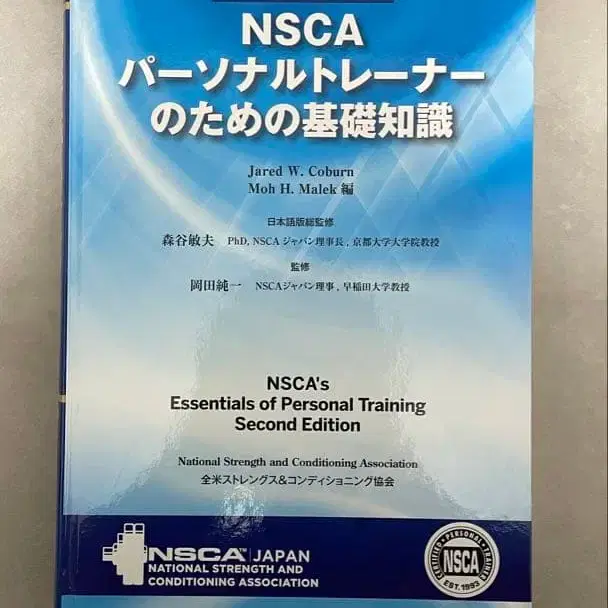 NSCA
パーソナルトレーナー
のための基礎知識
Jared W. Coburn
Moh H. Malek 編
日本語版総監修
森谷敏夫 PhD, NSCA ジャパン理事長, 京都大学大学院教授
監修
岡田純一 NSCAジャパン理事, 早稲田大学教授
NSCA's
Essentials of Personal Training
Second Edition
National Strength and Conditioning Association
全米ストレングス&コンディショニング協会
NSCA™ JAPAN
NATIONAL STRENGTH AND
CONDITIONING ASSOCIATION
CERTIFIED • PERSONAL • TRAINER
NSCA
EST. 1993